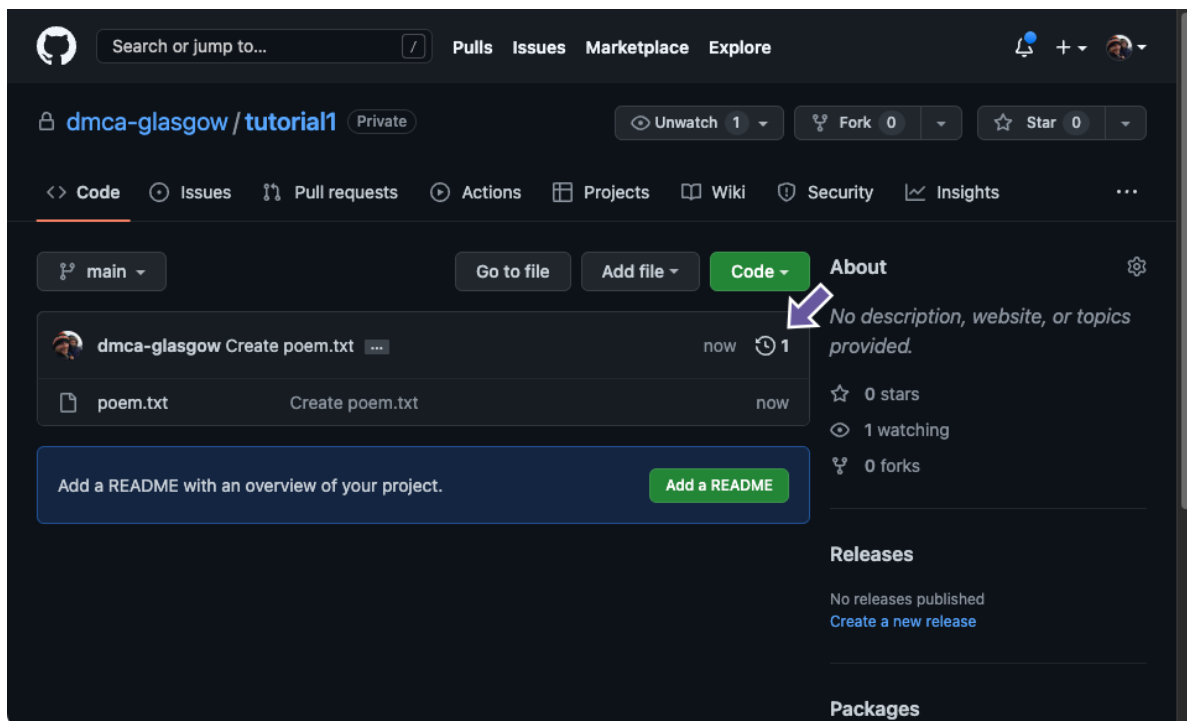 Search or jump to... / Pulls Issues Marketplace Explore
dmca-glasgow / tutorial1 Private Unwatch 1 Fork 0 Star 0
<> Code Issues Pull requests Actions Projects Wiki Security Insights ...
main Go to file Add file Code
dmca-glasgow Create poem.txt ... now 1
poem.txt Create poem.txt now
Add a README with an overview of your project. Add a README
About
No description, website, or topics
provided.
0 stars
1 watching
0 forks
Releases
No releases published
Create a new release
Packages